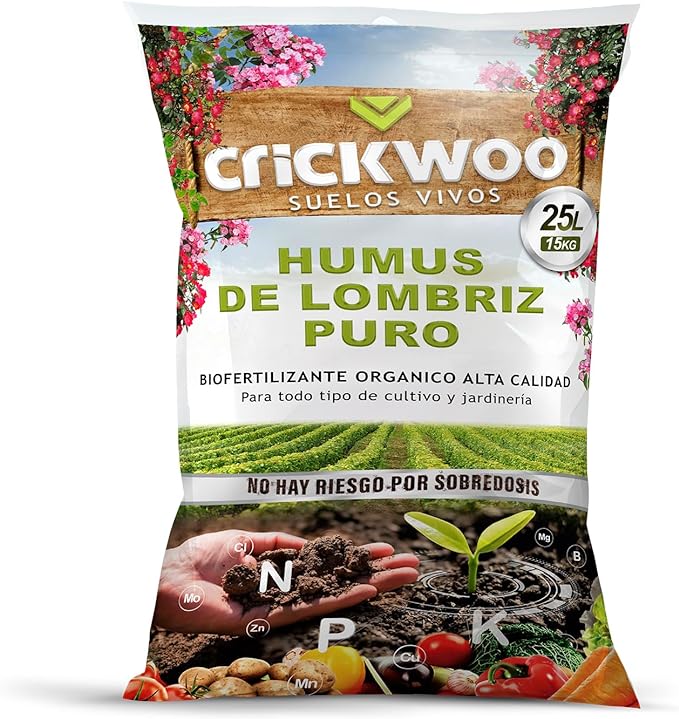 crickwoo
SUELOS VIVOS
25L
15KG
HUMUS
DE LOMBRIZ
PURO
BIOFERTILIZANTE ORGANICO ALTA CALIDAD
Para todo tipo de cultivo y jardinería
NO HAY RIESGO POR SOBREDOSIS
Cl
Mg
B
N
Mo
Zn
P
K
Cu
Mn